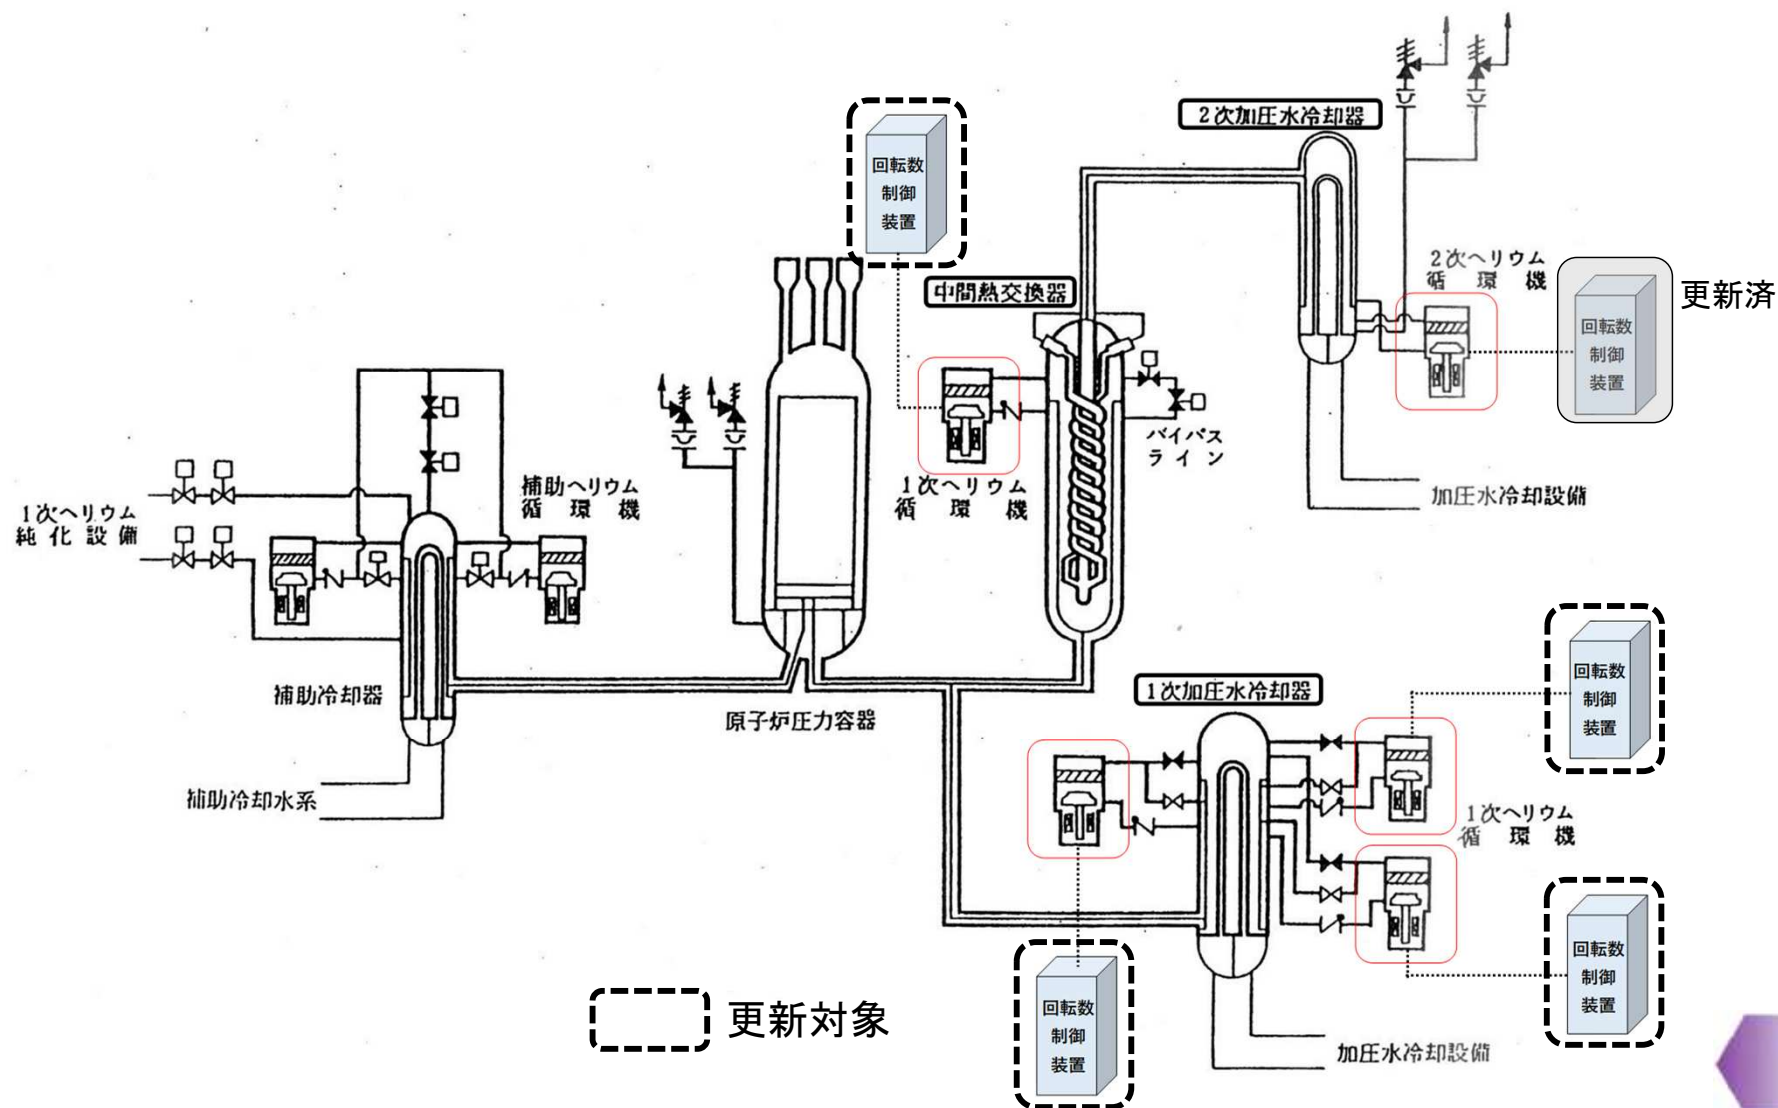 2次加圧水冷却器
回転数
制御
装置
2次ヘリウム
循環機
更新済
回転数
制御
装置
中間熱交換器
バイパス
ライン
1次ヘリウム
循環機
加圧水冷却設備
補助ヘリウム
循環機
1次ヘリウム
純化設備
補助冷却器
原子炉圧力容器
1次加圧水冷却器
回転数
制御
装置
補助冷却水系
1次ヘリウム
循環機
回転数
制御
装置
回転数
制御
装置
更新対象
加圧水冷却設備